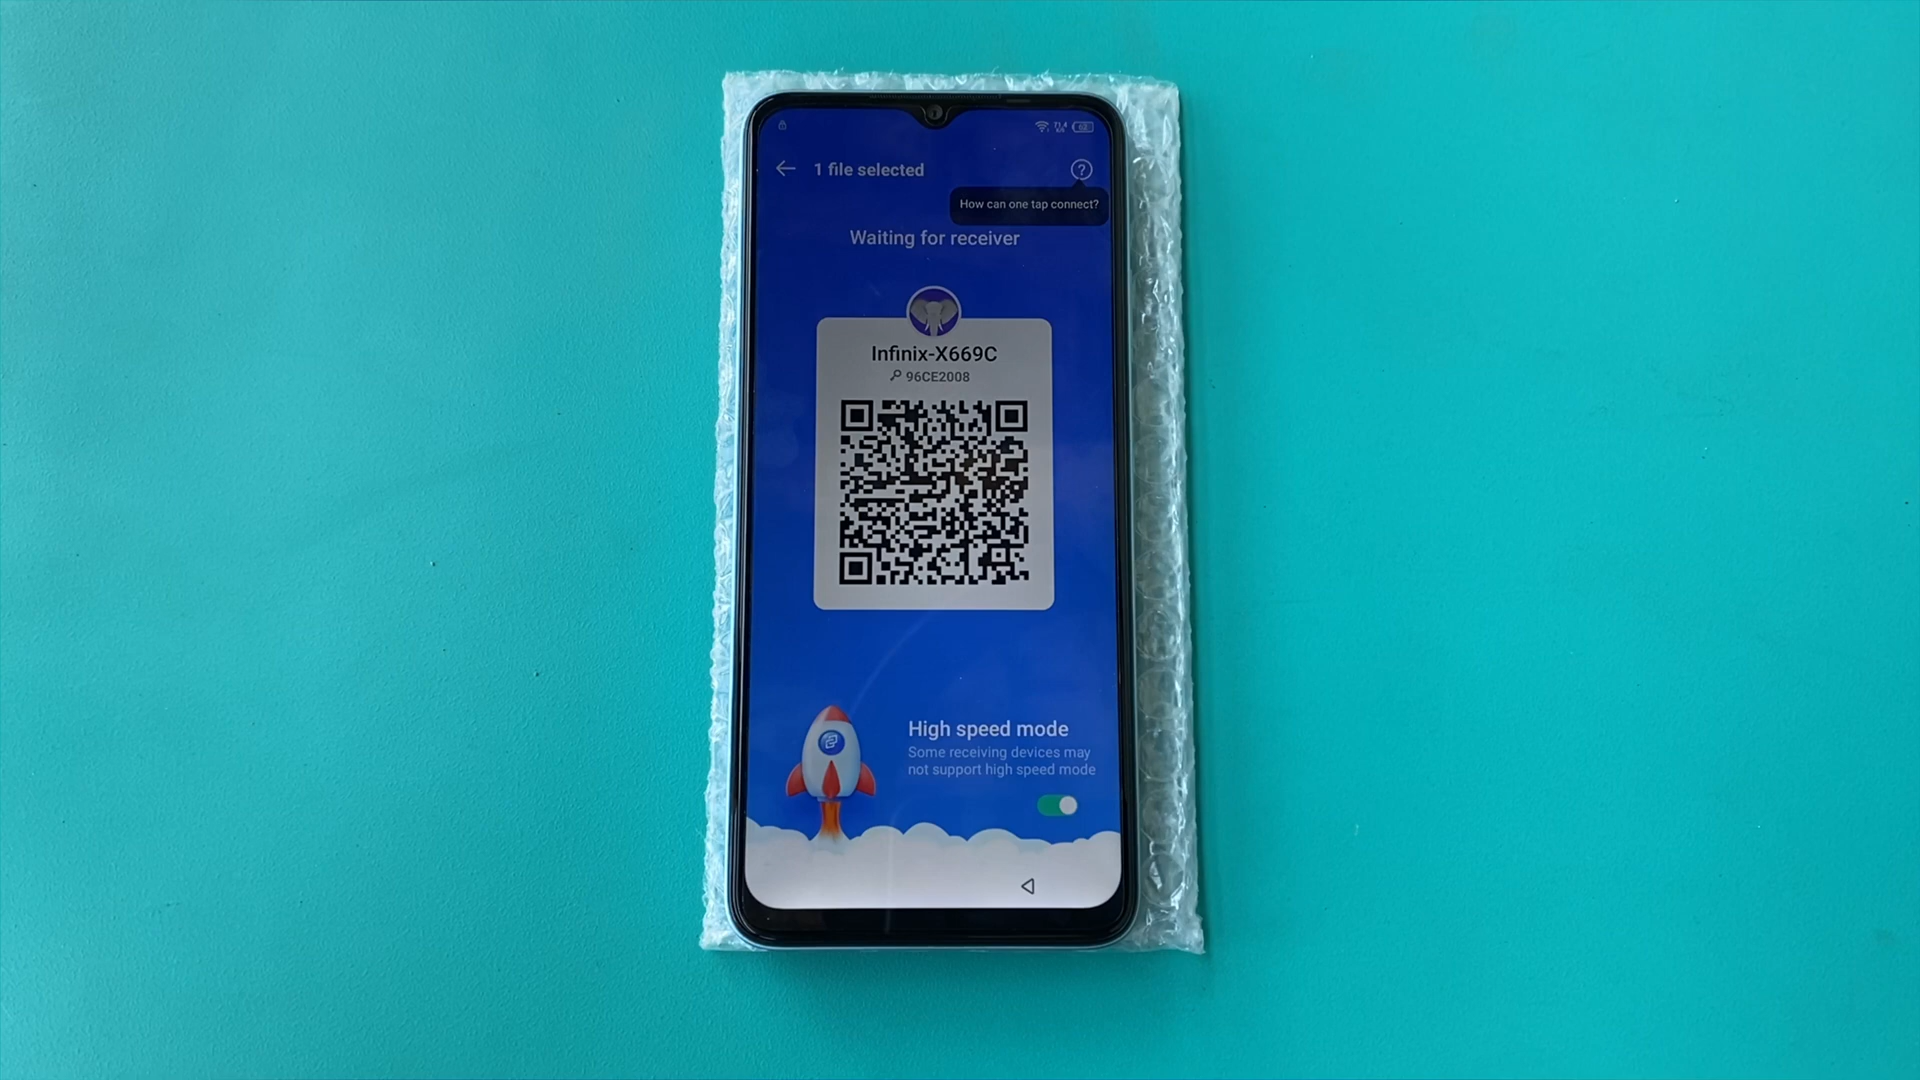 1 file selected
How can one tap connect?
Waiting for receiver
Infinix-X669C
96CE2008
High speed mode
Some receiving devices may
not support high speed mode